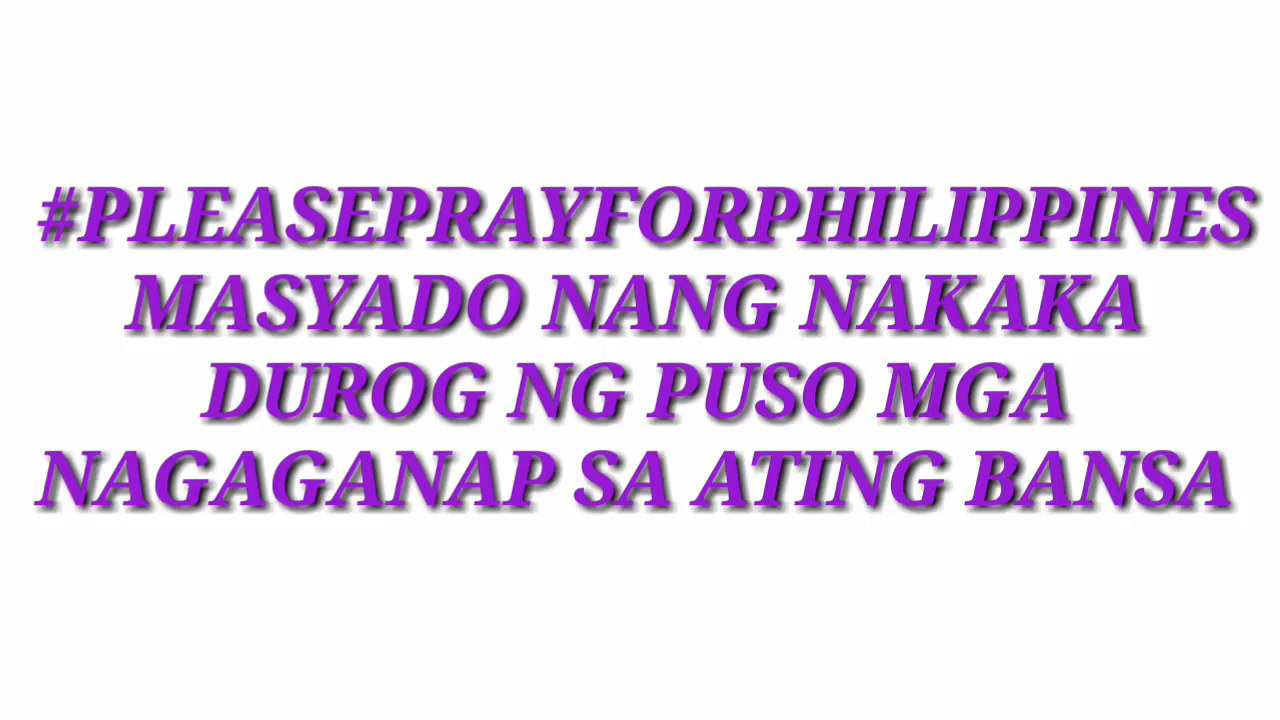 #PLEASEPRAYFORPHILIPPINES
MASYADO NANG NAKAKA
DUROG NG PUSO MGA
NAGAGANAP SA ATING BANSA